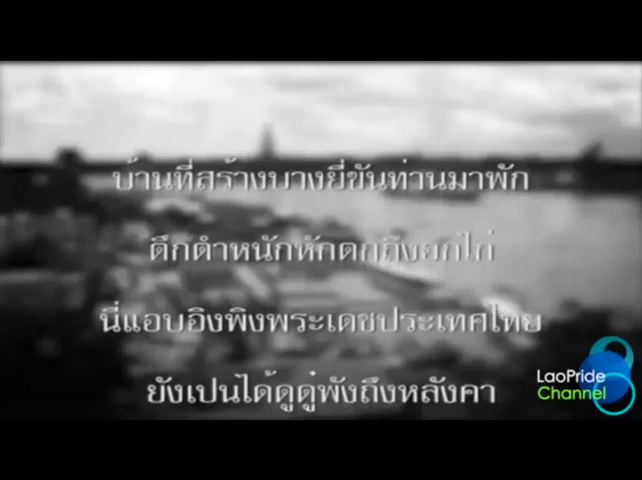 บ้านที่สร้างบางยี่ขันท่านมาพัก
ตึกตำหนักหักตกถึงอกไก่
นี่แอบอิงพิงพระเดชประเทศไทย
ยังเปนได้ดูดู๋พังถึงหลังคา
LaoPride
Channel